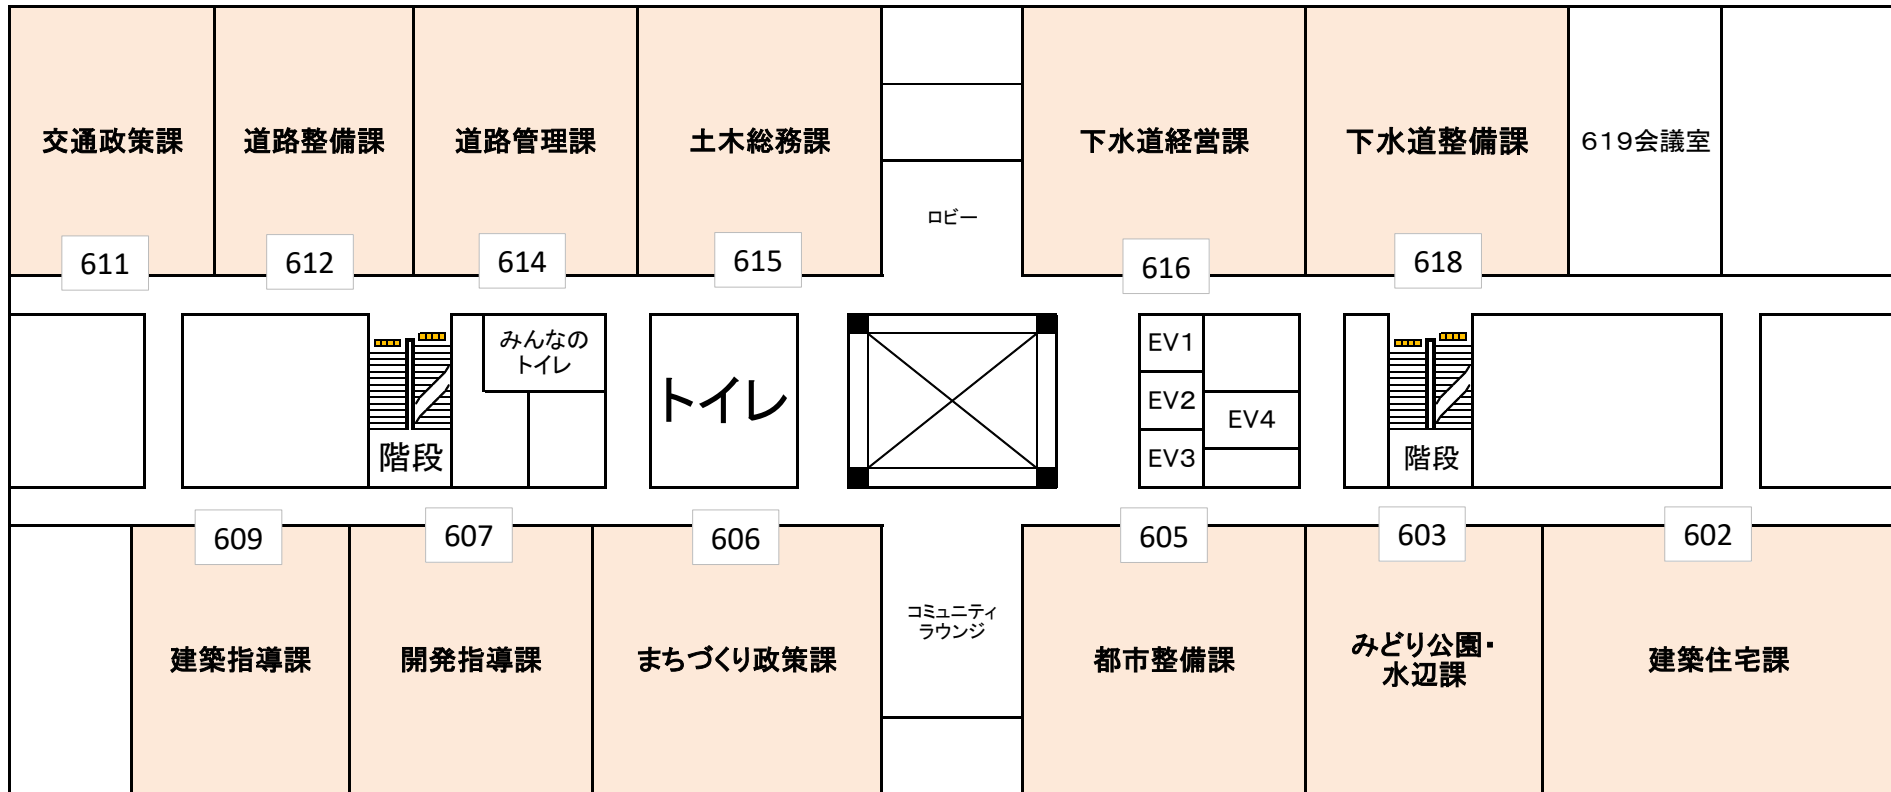 交通政策課
道路整備課
道路管理課
土木総務課
下水道経営課
下水道整備課
619会議室
ロビー
611
612
614
615
616
618
みんなの
トイレ
トイレ
階段
EV1
EV2
EV3
EV4
階段
609
607
606
605
603
602
建築指導課
開発指導課
まちづくり政策課
コミュニティ
ラウンジ
都市整備課
みどり公園・
水辺課
建築住宅課